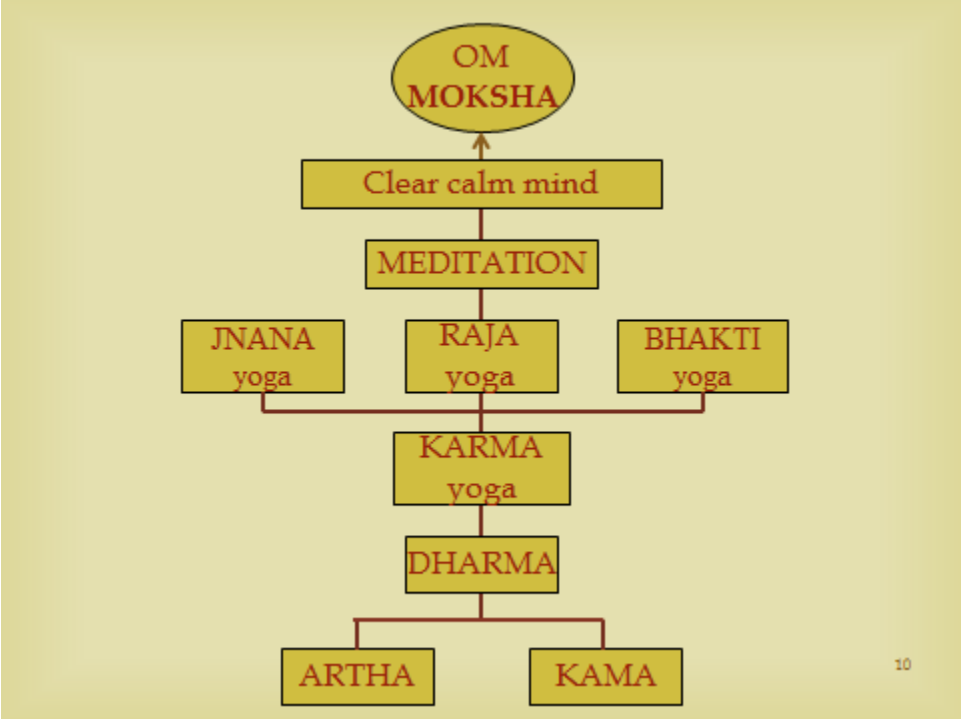 OM
MOKSHA
Clear calm mind
MEDITATION
JNANA
yoga
RAJA
yoga
BHAKTI
yoga
KARMA
yoga
DHARMA
ARTHA
KAMA
10